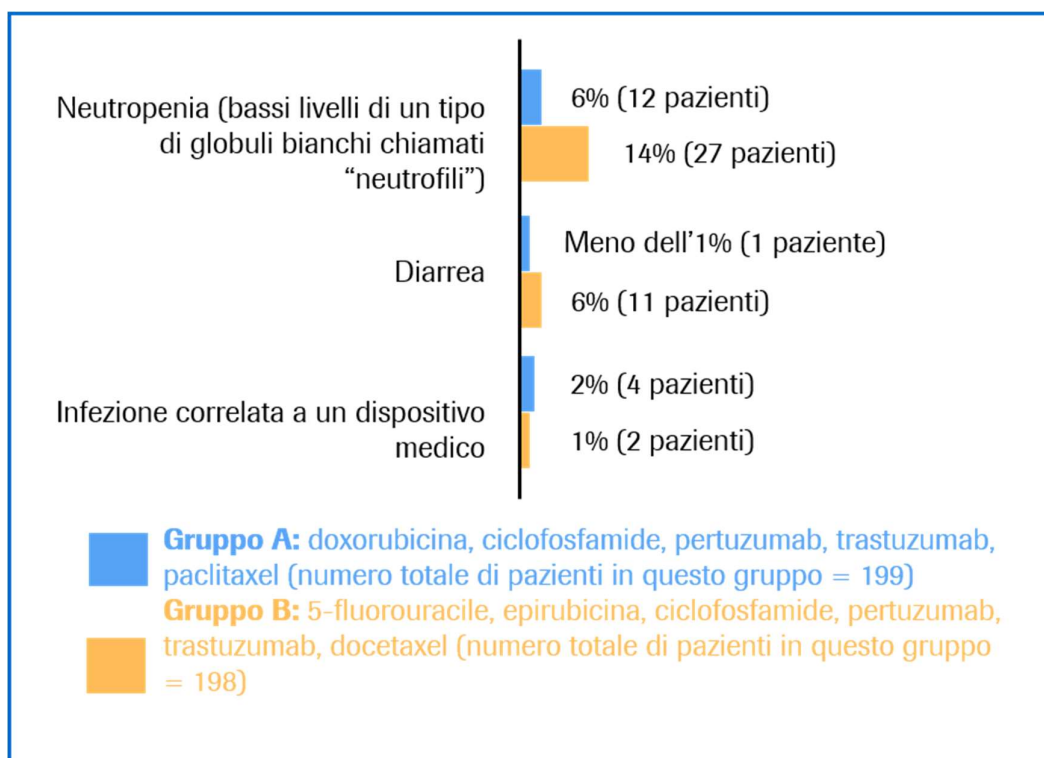 Neutropenia (bassi livelli di un tipo
di globuli bianchi chiamati
“neutrofili”)
6% (12 pazienti)
14% (27 pazienti)
Diarrea
Meno dell’1% (1 paziente)
6% (11 pazienti)
Infezione correlata a un dispositivo
medico
2% (4 pazienti)
1% (2 pazienti)
Gruppo A: doxorubicina, ciclofosfamide, pertuzumab, trastuzumab,
paclitaxel (numero totale di pazienti in questo gruppo = 199)
Gruppo B: 5-fluorouracile, epirubicina, ciclofosfamide, pertuzumab,
trastuzumab, docetaxel (numero totale di pazienti in questo gruppo
= 198)